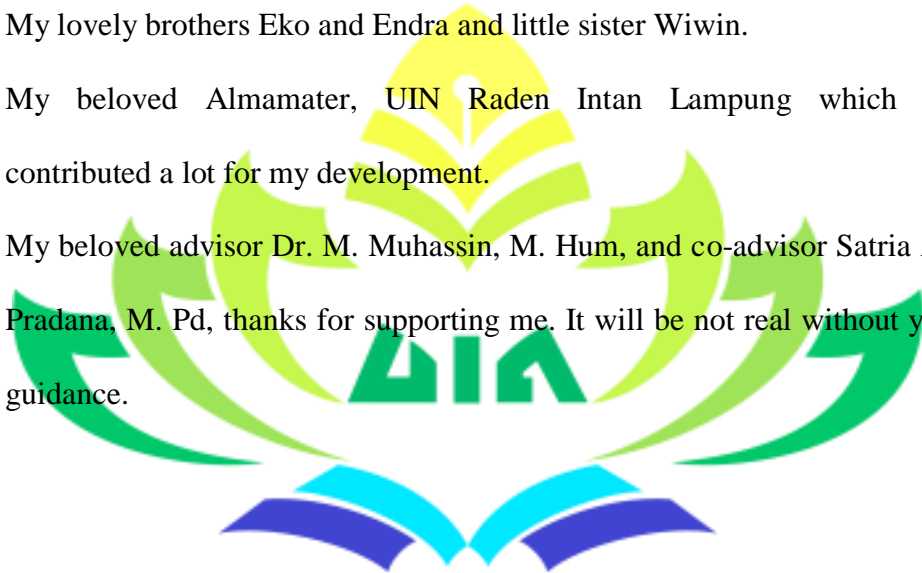 My lovely brothers Eko and Endra and little sister Wiwin.
My beloved Almamater, UIN Raden Intan Lampung which
contributed a lot for my development.
My beloved advisor Dr. M. Muhassin, M. Hum, and co-advisor Satria
Pradana, M. Pd, thanks for supporting me. It will be not real without
guidance.
UIN